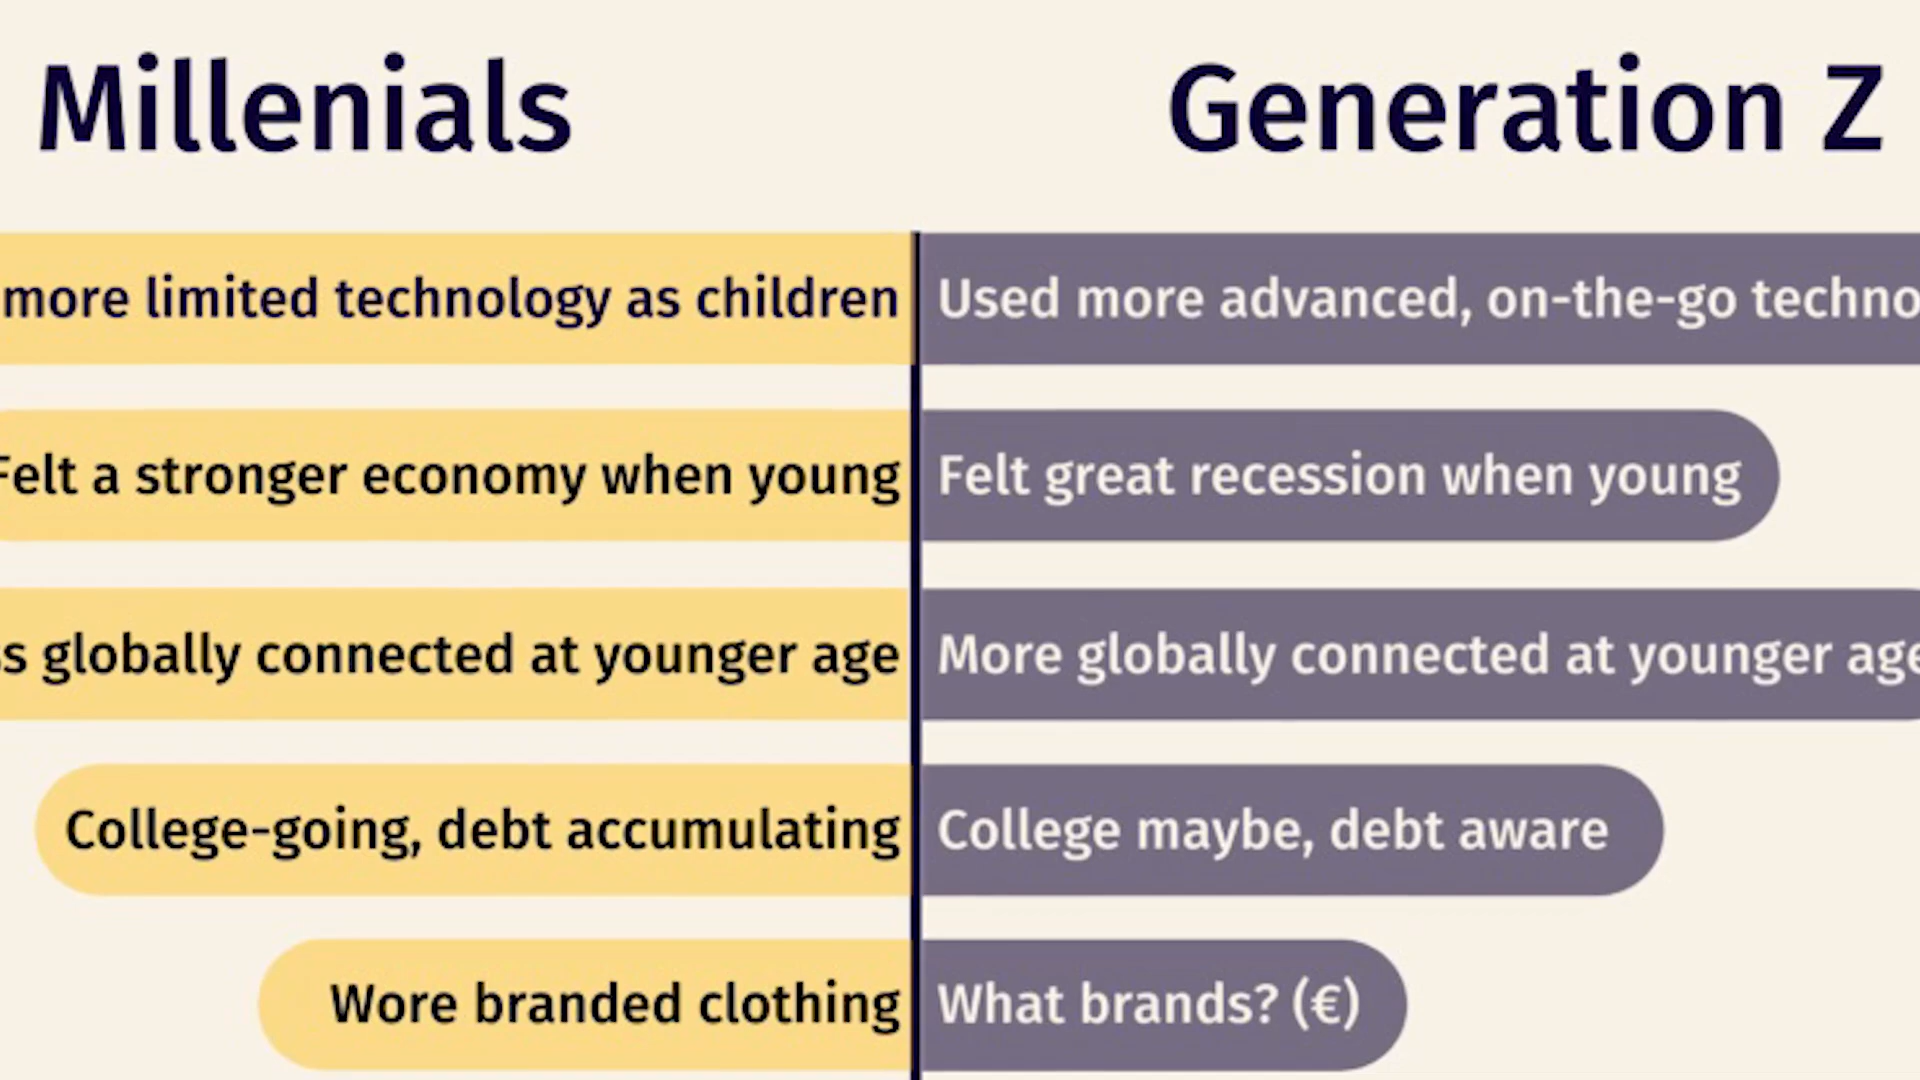 Millenials
Generation Z
more limited technology as children
Used more advanced, on-the-go
Felt a stronger economy when young
Felt great recession when young
globally connected at younger age
More globally connected at younger age
College-going, debt accumulating
College maybe, debt aware
Wore branded clothing
What brands? (€)